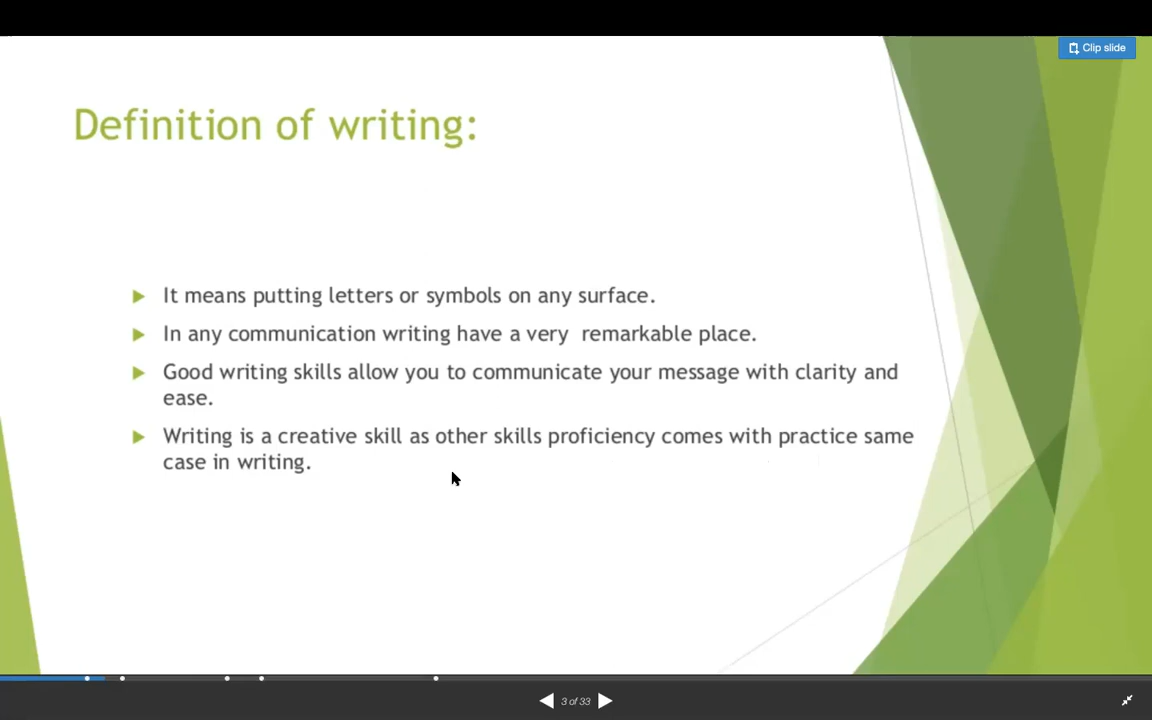 Clip slide
Definition of writing:
It means putting letters or symbols on any surface.
In any communication writing have a very remarkable place.
Good writing skills allow you to communicate your message with clarity and
ease.
Writing is a creative skill as other skills proficiency comes with practice same
case in writing.
3 of 33